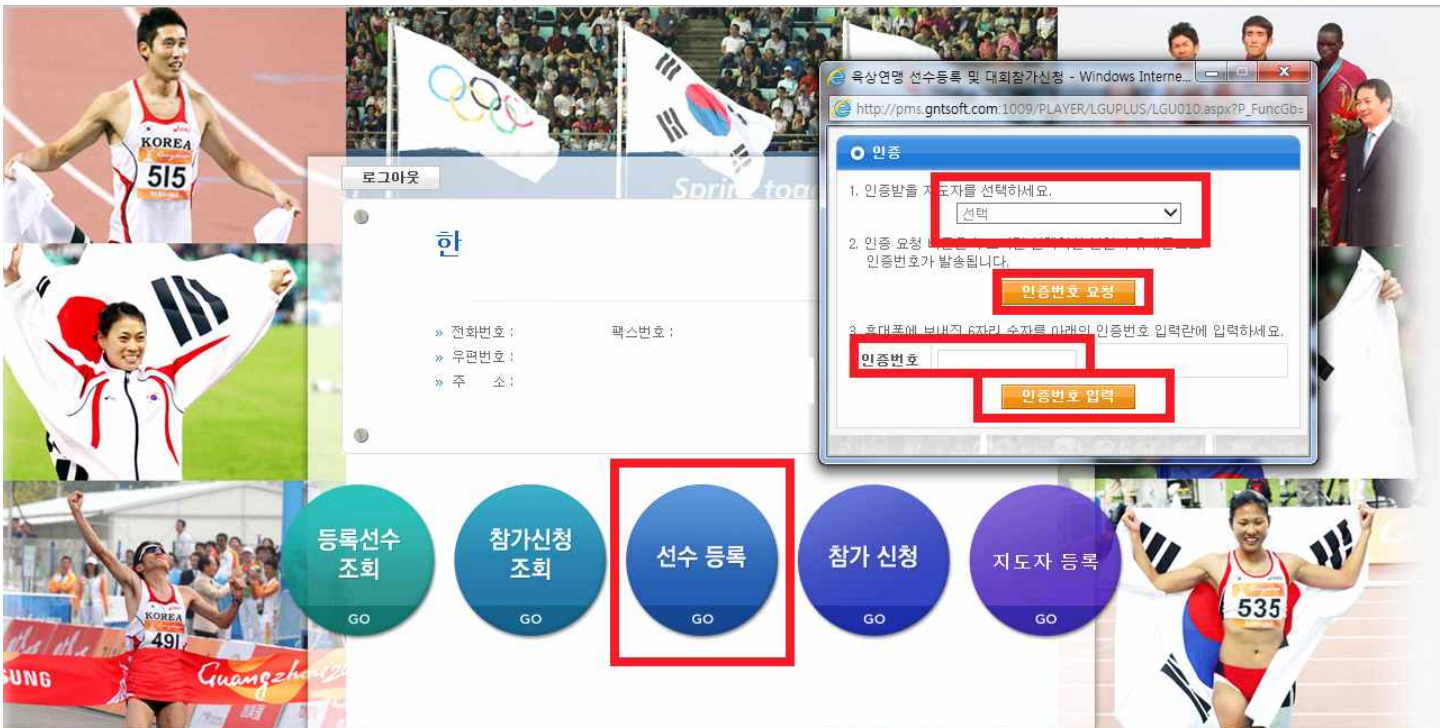 육상연맹 선수등록 및 대회참가신청 - Windows Interne...
http://pms.gntsoft.com:1009/PLAYER/LGUPLUS/LGU010.aspx?P_FuncGb=
인증
1. 인증받을 지도자를 선택하세요.
선택
2. 인증 요청
인증번호가 발송됩니다.
인증번호 요청
3. 휴대폰에 보내진 6자리 숫자를 아래의 인증번호 입력란에 입력하세요.
인증번호
인증번호 입력
로그아웃
Sprin toge
한
» 전화번호 : 팩스번호 :
» 우편번호 :
» 주 소 :
등록선수
조회
GO
참가신청
조회
GO
선수 등록
GO
참가 신청
GO
지도자 등록
GO
KOREA
515
KOREA
491
SUNG
Guangzhou
535